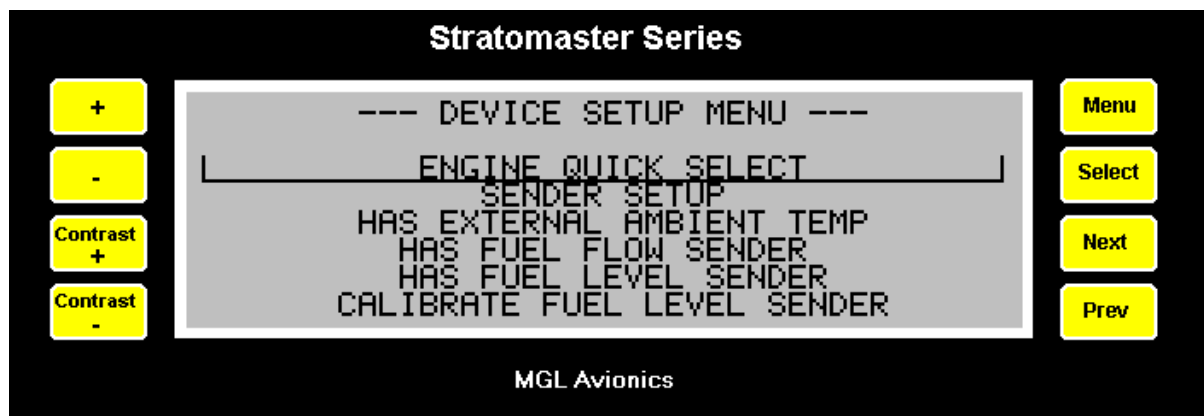 Stratomaster Series
+
-
Contrast
+
Contrast
-
--- DEVICE SETUP MENU ---
ENGINE QUICK SELECT
SENDER SETUP
HAS EXTERNAL AMBIENT TEMP
HAS FUEL FLOW SENDER
HAS FUEL LEVEL SENDER
CALIBRATE FUEL LEVEL SENDER
Menu
Select
Next
Prev
MGL Avionics